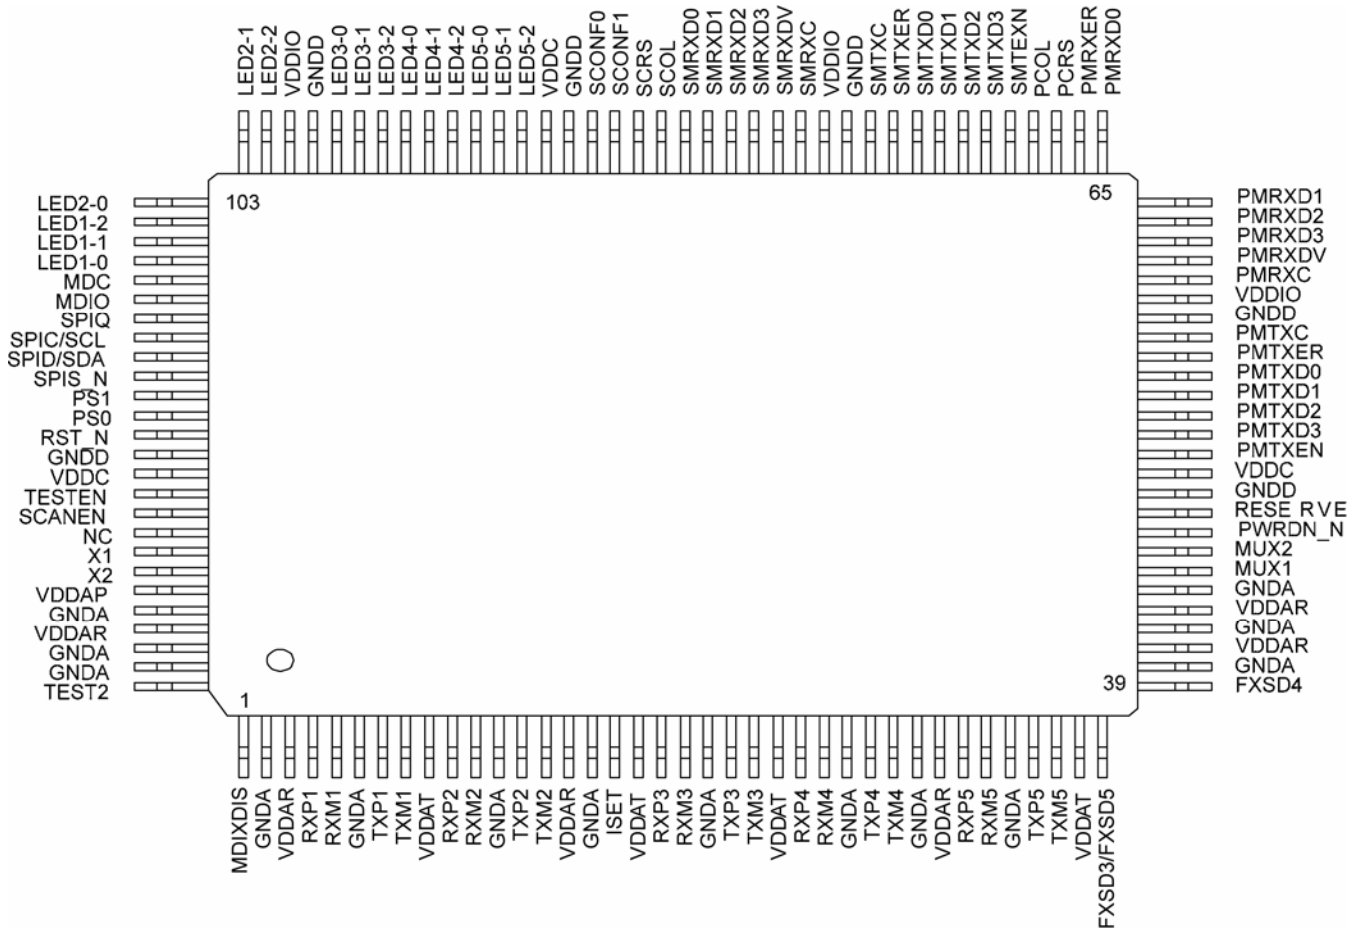 LED2-1
LED2-2
VDDIO
GNDD
LED3-0
LED3-1
LED3-2
LED4-0
LED4-1
LED4-2
LED5-0
LED5-1
LED5-2
VDDC
GNDD
SCONF0
SCONF1
SCRS
SCOL
SMRXD0
SMRXD1
SMRXD2
SMRXD3
SMRXDV
SMRXC
VDDIO
GNDD
SMTXC
SMTXER
SMTXD0
SMTXD1
SMTXD2
SMTXD3
SMTEXN
PCOL
PCRS
PMRXER
PMRXD0
103
65
LED2-0
LED1-2
LED1-1
LED1-0
MDC
MDIO
SPIQ
SPIC/SCL
SPID/SDA
SPIS_N
PS1
PS0
RST_N
GNDD
VDDC
TESTEN
SCANEN
NC
X1
X2
VDDAP
GNDA
VDDAR
GNDA
GNDA
TEST2
PMRXD1
PMRXD2
PMRXD3
PMRXDV
PMRXC
VDDIO
GNDD
PMTXC
PMTXER
PMTXD0
PMTXD1
PMTXD2
PMTXD3
PMTXEN
VDDC
GNDD
RESE RVE
PWRDN_N
MUX2
MUX1
GNDA
VDDAR
GNDA
VDDAR
GNDA
FXSD4
1
39
MDIXDIS
GNDA
VDDAR
RXP1
RXM1
GNDA
TXP1
TXM1
VDDAT
RXP2
RXM2
GNDA
TXP2
TXM2
VDDAR
GNDA
ISET
VDDAT
RXP3
RXM3
GNDA
TXP3
TXM3
VDDAT
RXP4
RXM4
GNDA
TXP4
TXM4
GNDA
VDDAR
RXP5
RXM5
GNDA
TXP5
TXM5
VDDAT
FXSD3/FXSD5